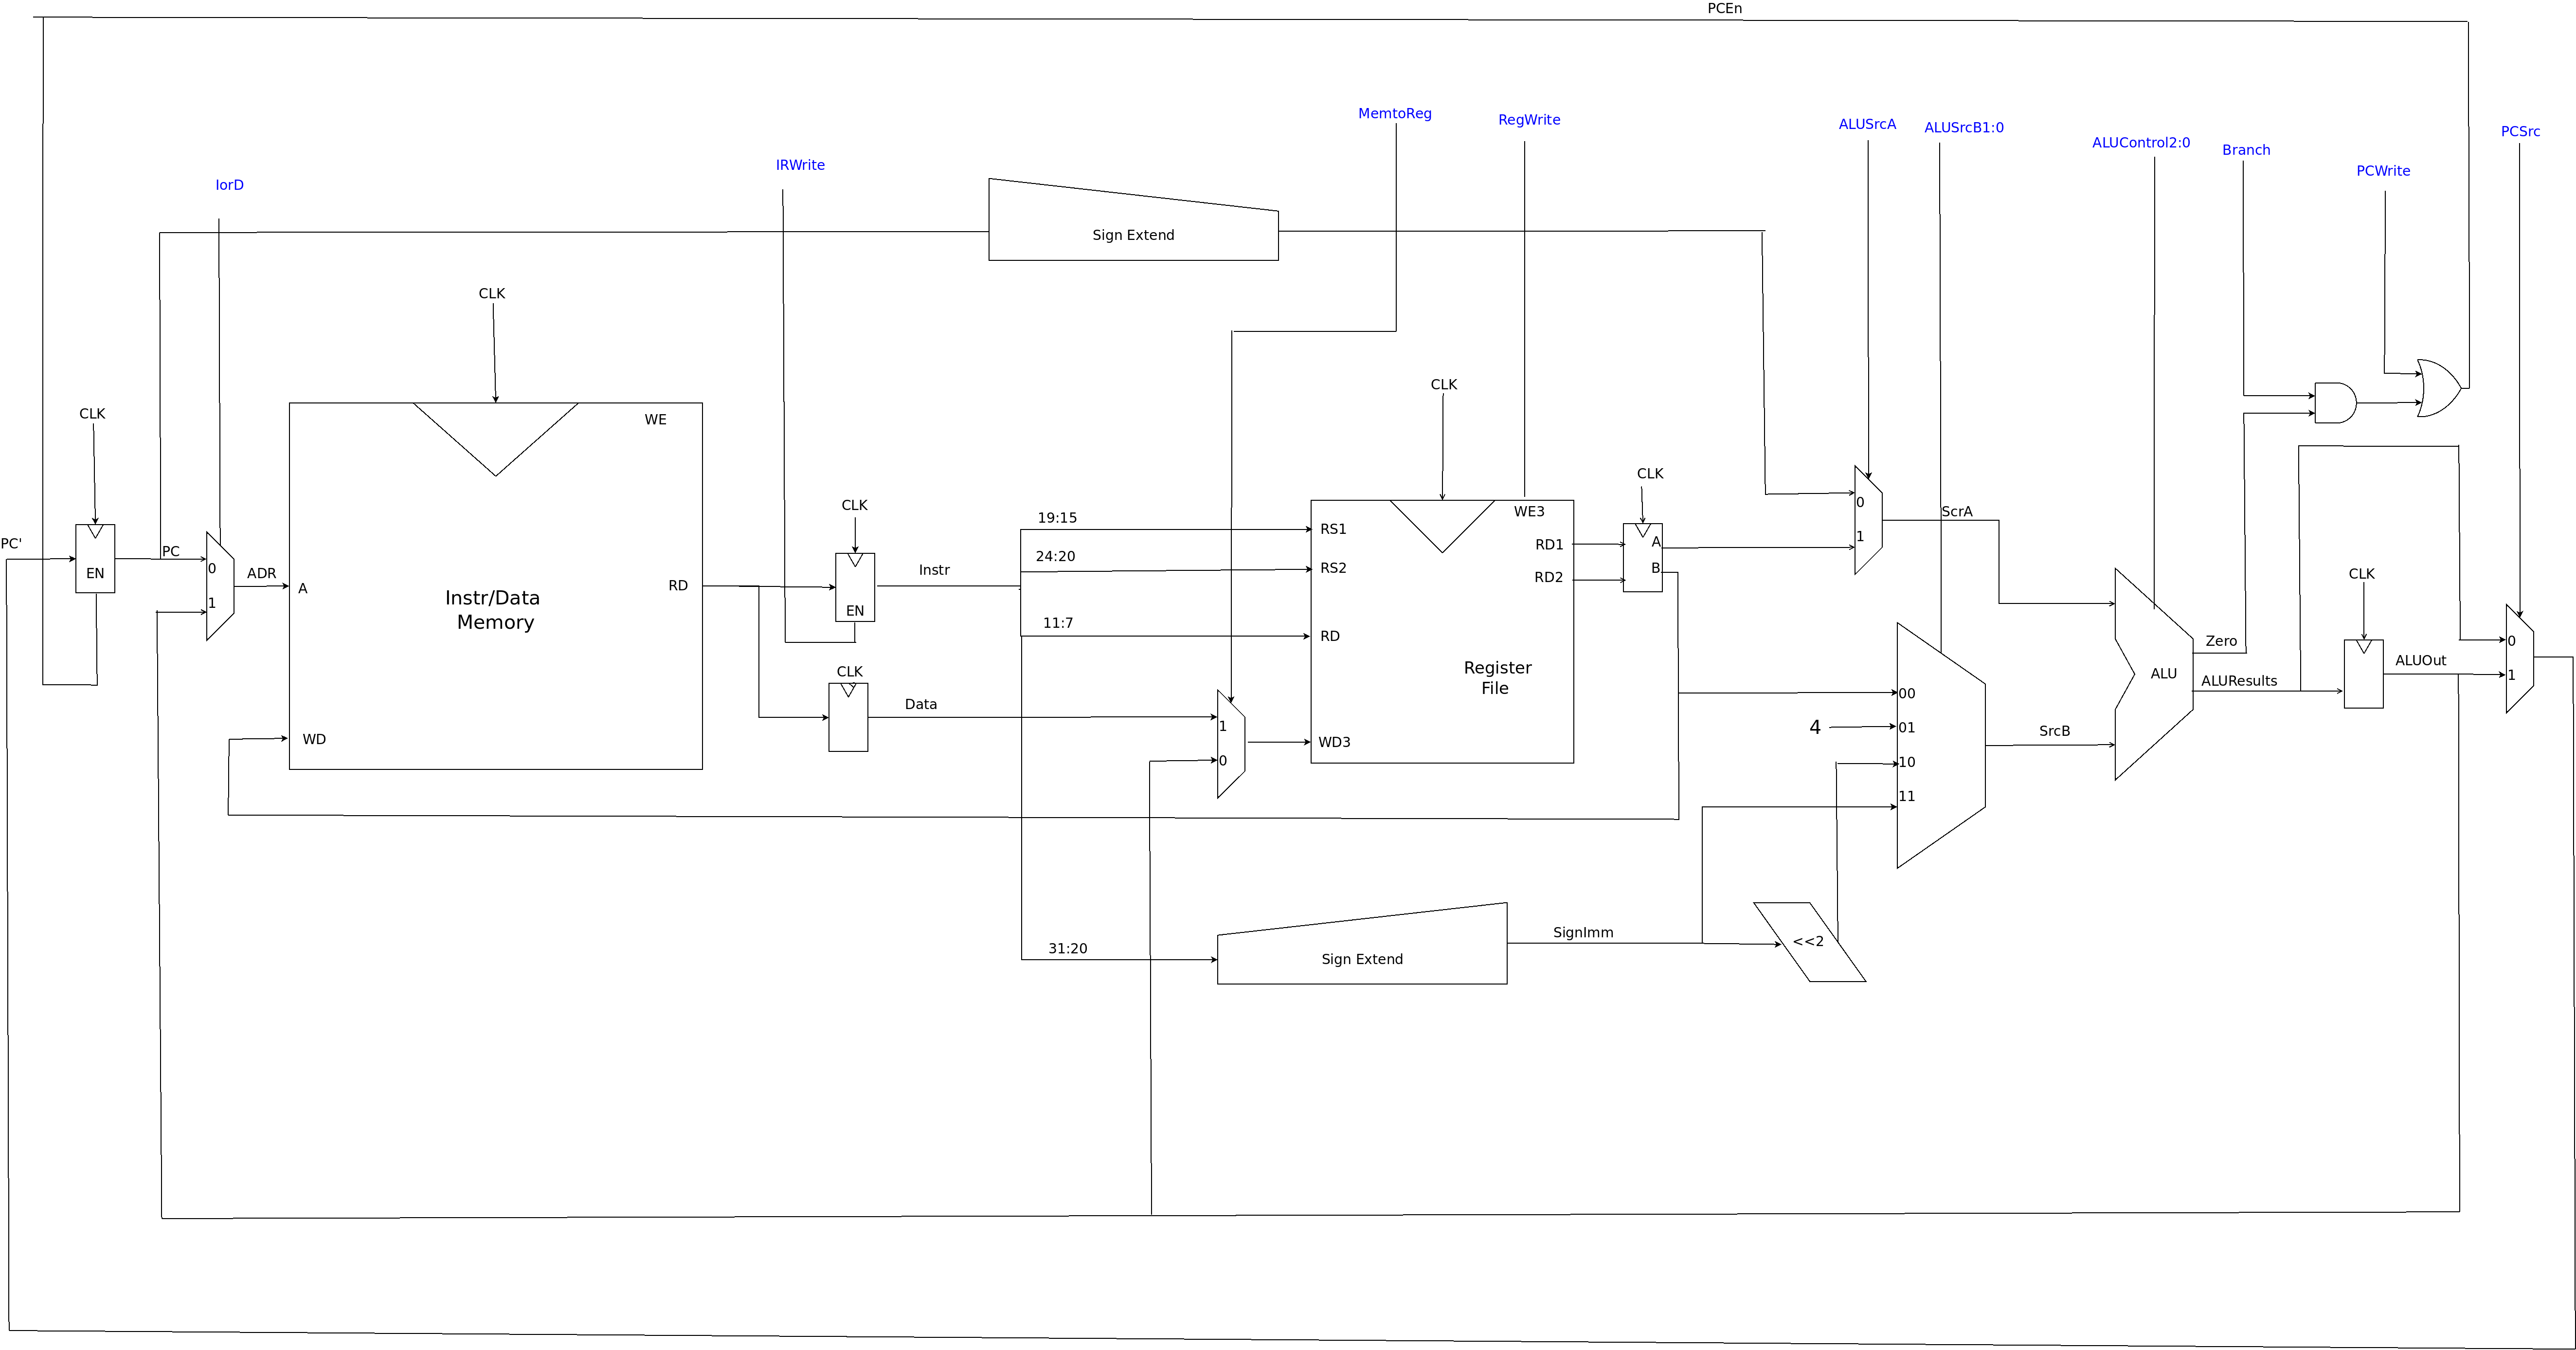 PCEn
MemtoReg
RegWrite
ALUSrcA
ALUSrcB1:0
PCSrc
ALUControl2:0
Branch
IRWrite
PCWrite
IorD
Sign Extend
CLK
CLK
CLK
WE
CLK
CLK
0
ScrA
1
WE3
19:15
RS1
RD1
A
24:20
RS2
RD2
B
PC'
PC
EN
0
ADR
1
A
Instr/Data
Memory
RD
CLK
Instr
EN
11:7
RD
Register
File
CLK
Data
1
0
WD3
WD
00
4
01
10
11
SrcB
ALU
Zero
ALUResults
CLK
ALUOut
0
1
31:20
Sign Extend
SignImm
<<2